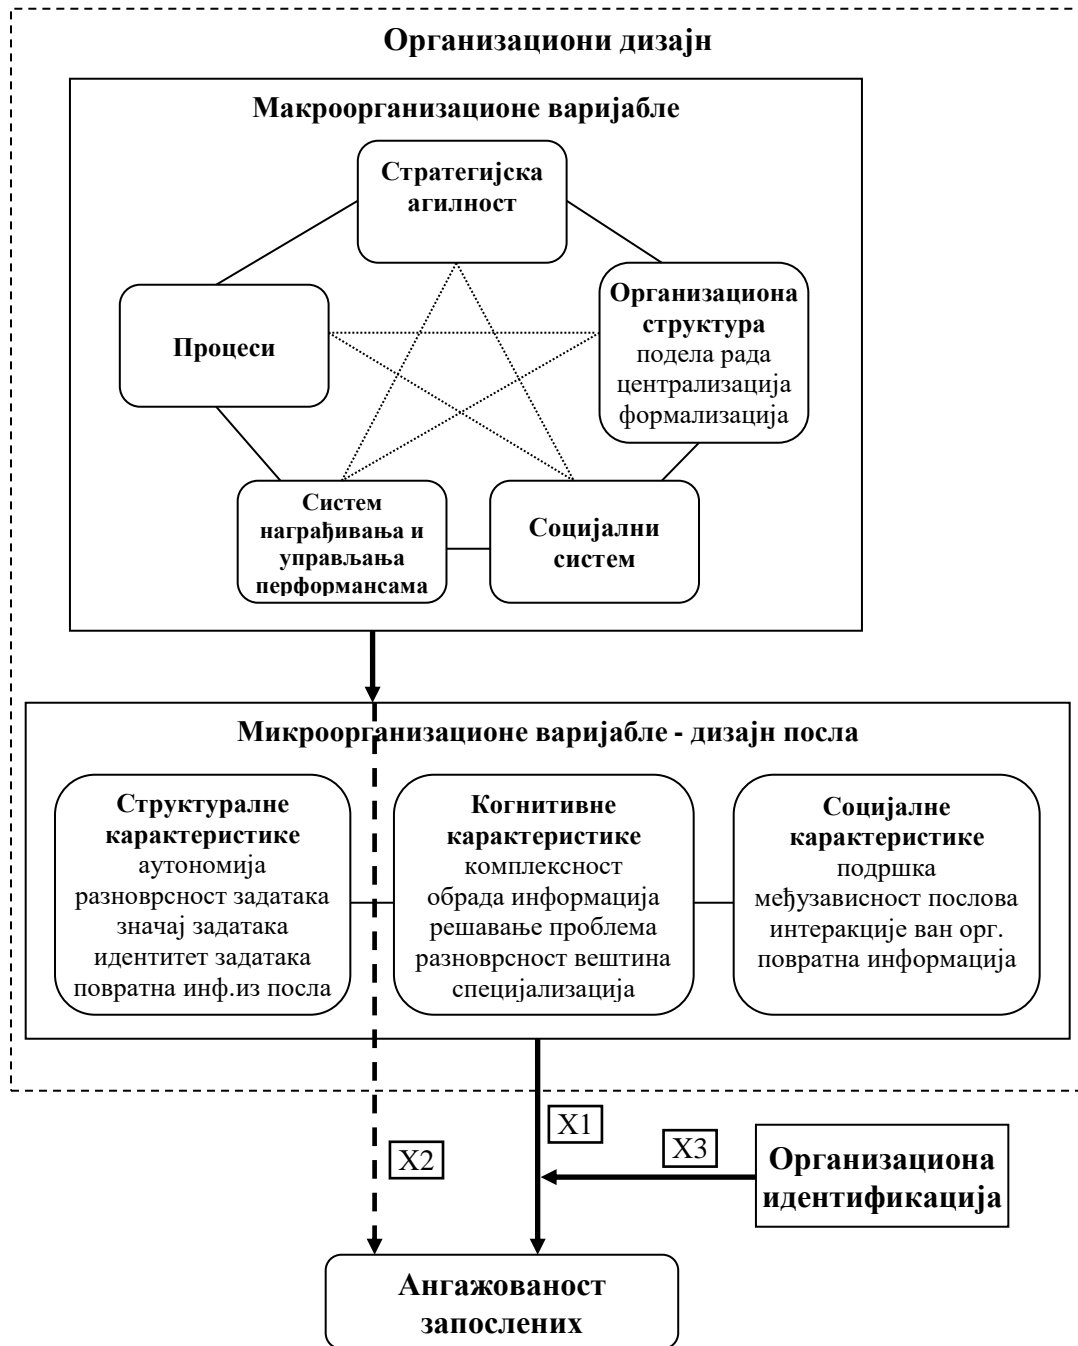 Организациони дизајн
Макроорганизационе варијабле
Стратегијска
агилност
Организациона
структура
подела рада
централизација
формализација
Процеси
Систем
награђивања и
управљања
перформансама
Социјални
систем
Микроорганизационе варијабле - дизајн посла
Структуралне
карактеристике
аутономија
разноврсност задатака
значај задатака
идентитет задатака
повратна инф.из посла
Когнитивне
карактеристике
комплексност
обрада информација
решавање проблема
разноврсност вештина
специјализација
Социјалне
карактеристике
подршка
међузависност послова
интеракције ван орг.
повратна информација
Х1
Х2
Х3
Организациона
идентификација
Ангажованост
запослених